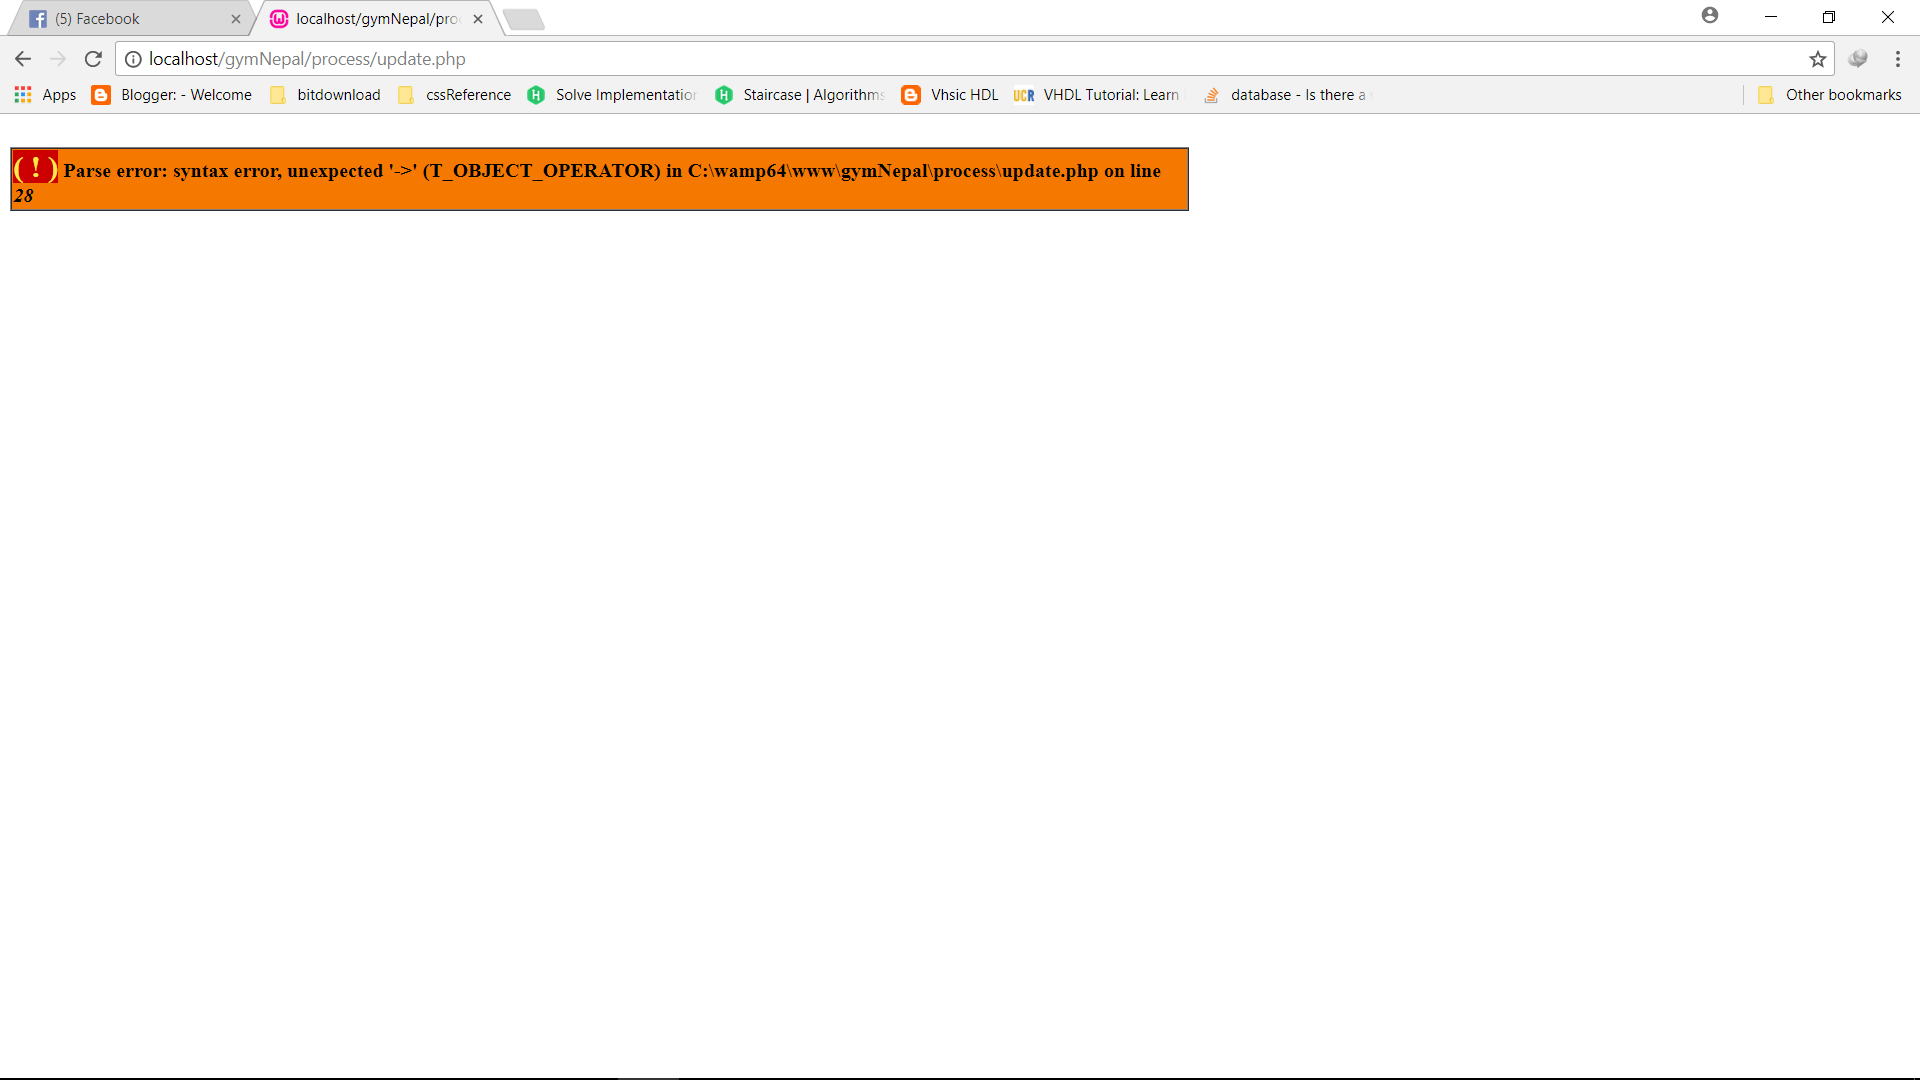 (5) Facebook
localhost/gymNepal/pro
localhost/gymNepal/process/update.php
Apps Blogger: - Welcome bitdownload cssReference Solve Implementation Staircase | Algorithms Vhsic HDL UCR VHDL Tutorial: Learn database - Is there a Other bookmarks
( ! ) Parse error: syntax error, unexpected '->' (T_OBJECT_OPERATOR) in C:\wamp64\www\gymNepal\process\update.php on line
28